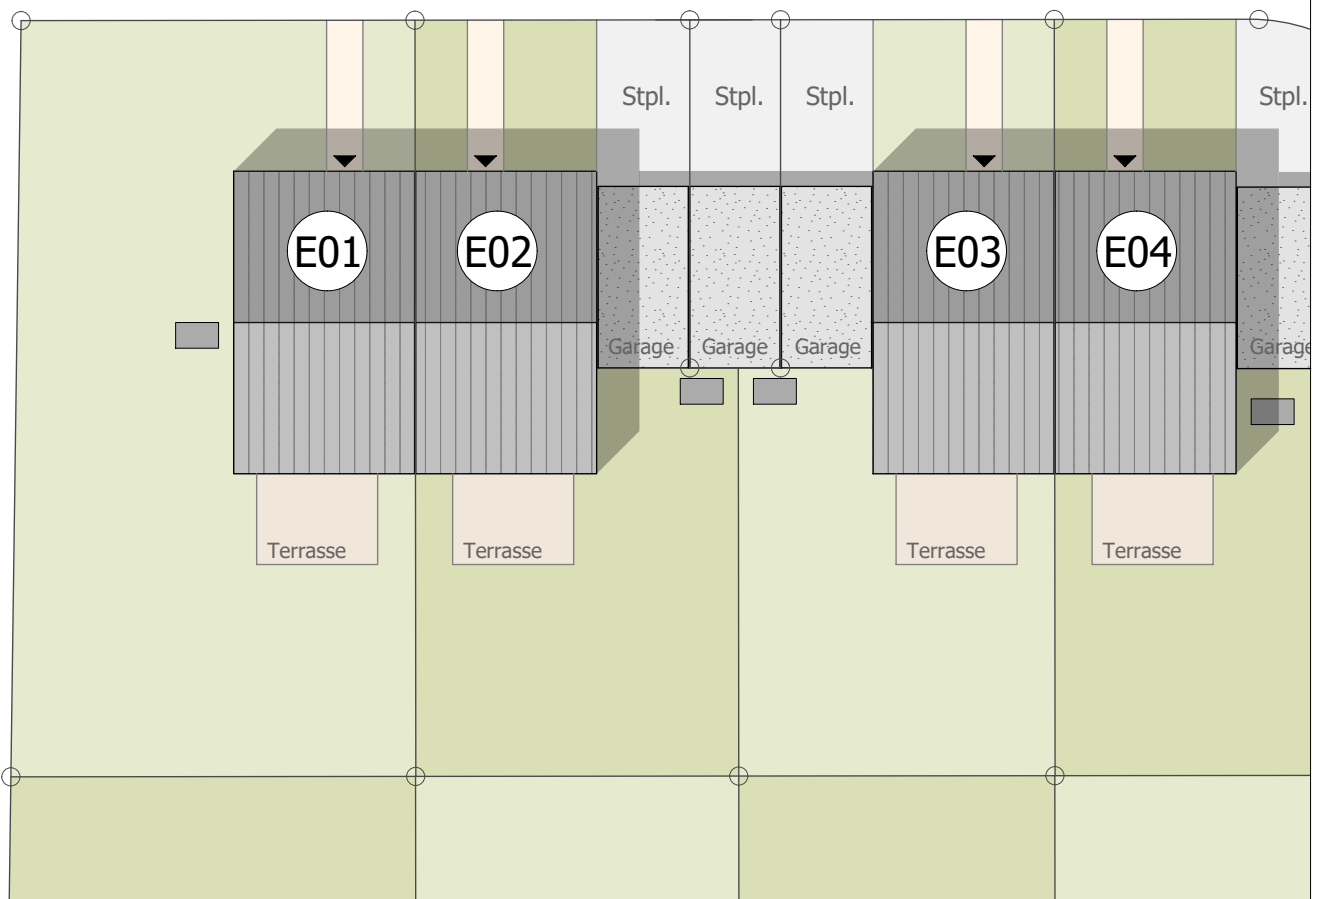 Stpl. Stpl. Stpl. Stpl.
E01 E02 E03 E04
Garage Garage Garage Garage
Terrasse Terrasse Terrasse Terrasse